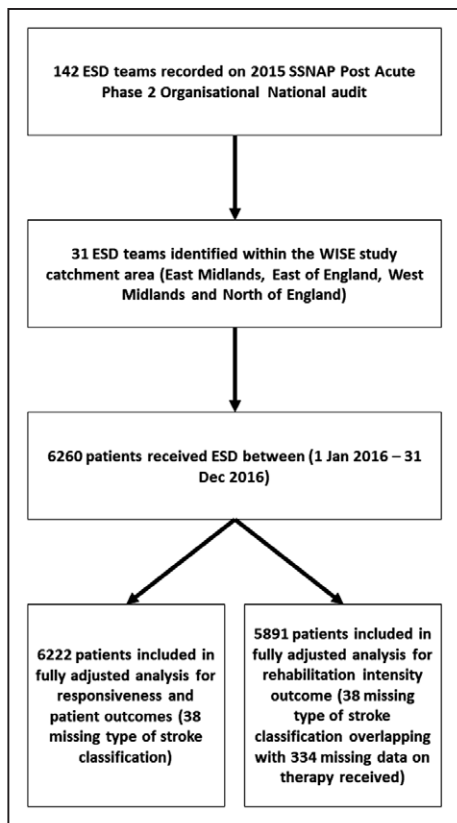 142 ESD teams recorded on 2015 SSNAP Post Acute
Phase 2 Organisational National audit
31 ESD teams identified within the WISE study
catchment area (East Midlands, East of England, West
Midlands and North of England)
6260 patients received ESD between (1 Jan 2016 – 31
Dec 2016)
6222 patients included in
fully adjusted analysis for
responsiveness and
patient outcomes (38
missing type of stroke
classification)
5891 patients included in
fully adjusted analysis for
rehabilitation intensity
outcome (38 missing
type of stroke
classification overlapping
with 334 missing data on
therapy received)